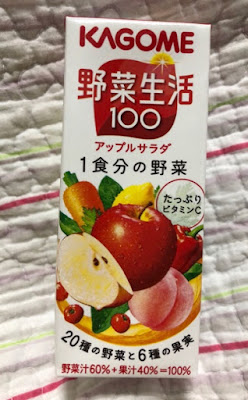 KAGOME
野菜生活
100
アップルサラダ
1食分の野菜
たっぷり
ビタミンC
20種の野菜と6種の果実
野菜汁60%+果汁40%=100%